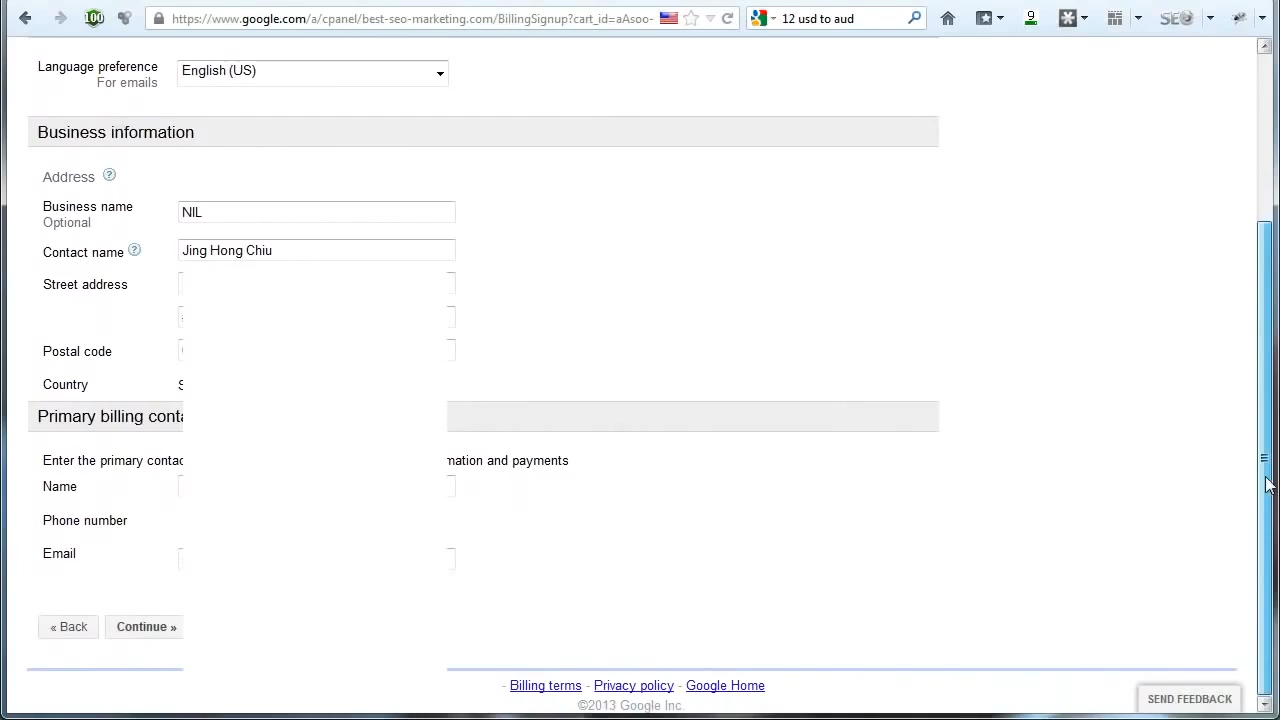 https://www.google.com/a/cpanel/best-seo-marketing.com/BillingSignup?cart_id=aAsoo- 12 usd to aud
100 9 SEO
Language preference English (US)
For emails
Business information
Address ?
Business name NIL
Optional
Contact name ? Jing Hong Chiu
Street address
Postal code
Country S
Primary billing conta
Enter the primary contac mation and payments
Name
Phone number
Email
« Back Continue »
- Billing terms - Privacy policy - Google Home
©2013 Google Inc.
SEND FEEDBACK